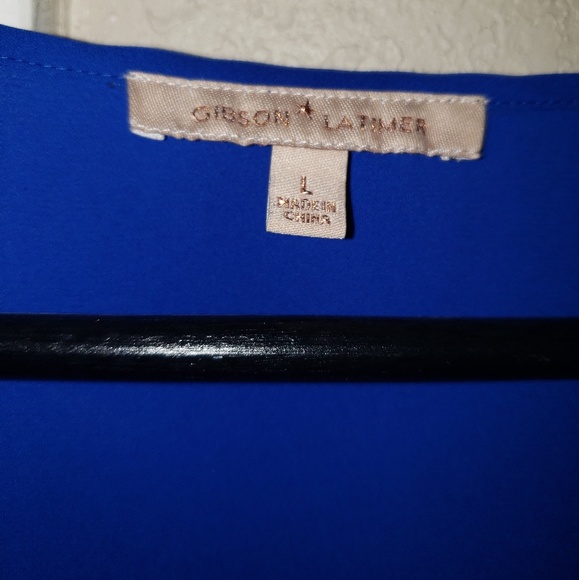 GIBSON ★ LATIMER
L
MADE IN
CHINA